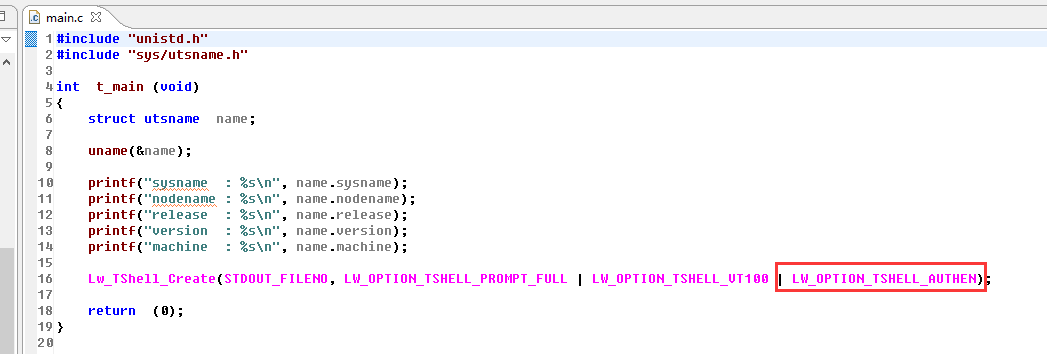 main.c
1 #include "unistd.h"
2 #include "sys/utsname.h"
3
4 int  t_main (void)
5 {
6     struct utsname  name;
7
8     uname(&name);
9
10     printf("sysname  : %s\n", name.sysname);
11     printf("nodename : %s\n", name.nodename);
12     printf("release  : %s\n", name.release);
13     printf("version  : %s\n", name.version);
14     printf("machine  : %s\n", name.machine);
15
16     Lw_TShell_Create(STDOUT_FILENO, LW_OPTION_TSHELL_PROMPT_FULL | LW_OPTION_TSHELL_VT100 | LW_OPTION_TSHELL_AUTHEN);
17
18     return  (0);
19 }
20